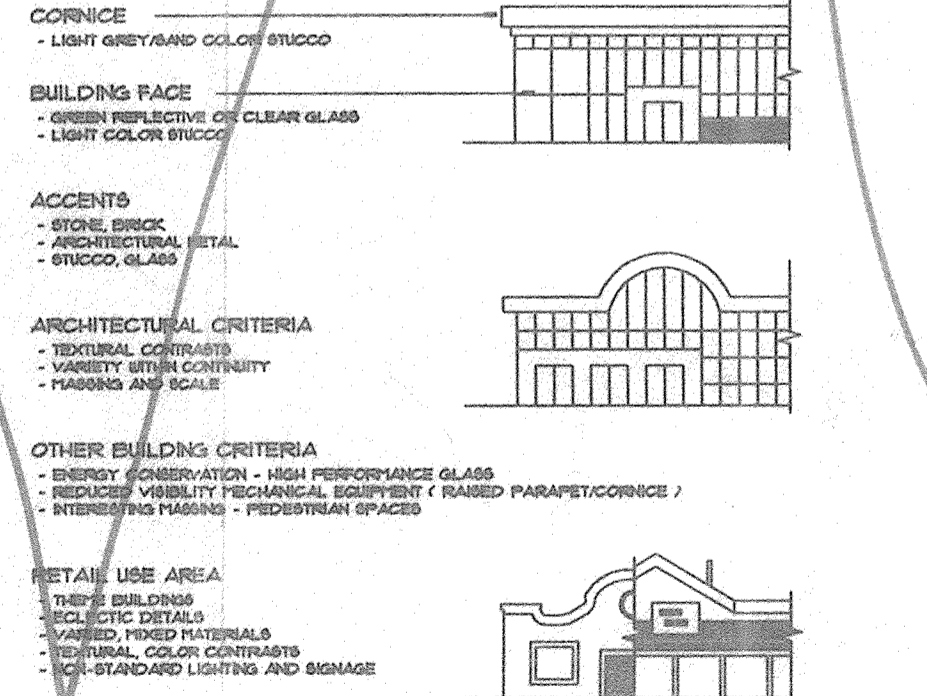 CORNICE
- LIGHT GREY/SAND COLOR STUCCO
BUILDING FACE
- GREEN REFLECTIVE OR CLEAR GLASS
- LIGHT COLOR STUCCO
ACCENTS
- STONE, BRICK
- ARCHITECTURAL METAL
- STUCCO, GLASS
ARCHITECTURAL CRITERIA
- TEXTURAL CONTRASTS
- VARIETY WITHIN CONTINUITY
- MASSING AND SCALE
OTHER BUILDING CRITERIA
- ENERGY CONSERVATION - HIGH PERFORMANCE GLASS
- REDUCED VISIBILITY MECHANICAL EQUIPMENT ( RAISED PARAPET/CORNICE )
- INTERESTING MASSING - PEDESTRIAN SPACES
RETAIL USE AREA
- THEME BUILDINGS
- ECLECTIC DETAILS
- VARIED, MIXED MATERIALS
- TEXTURAL, COLOR CONTRASTS
- NON-STANDARD LIGHTING AND SIGNAGE